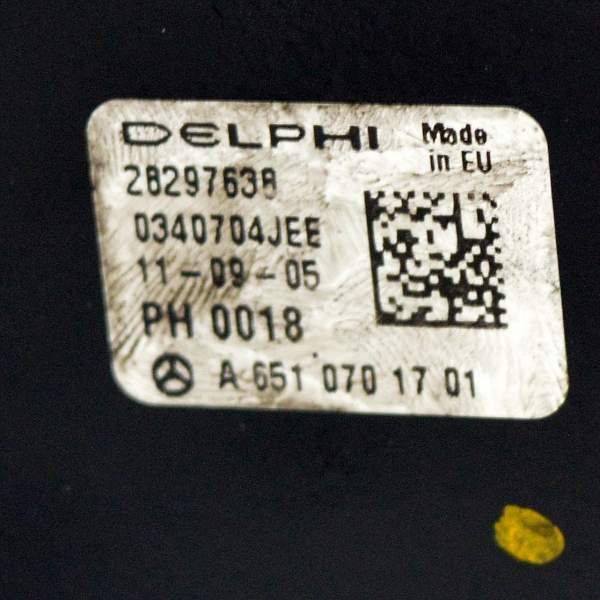 DELPHI
Made
in EU
28297638
0340704JEE
11-09-05
PH 0018
A 651 070 17 01